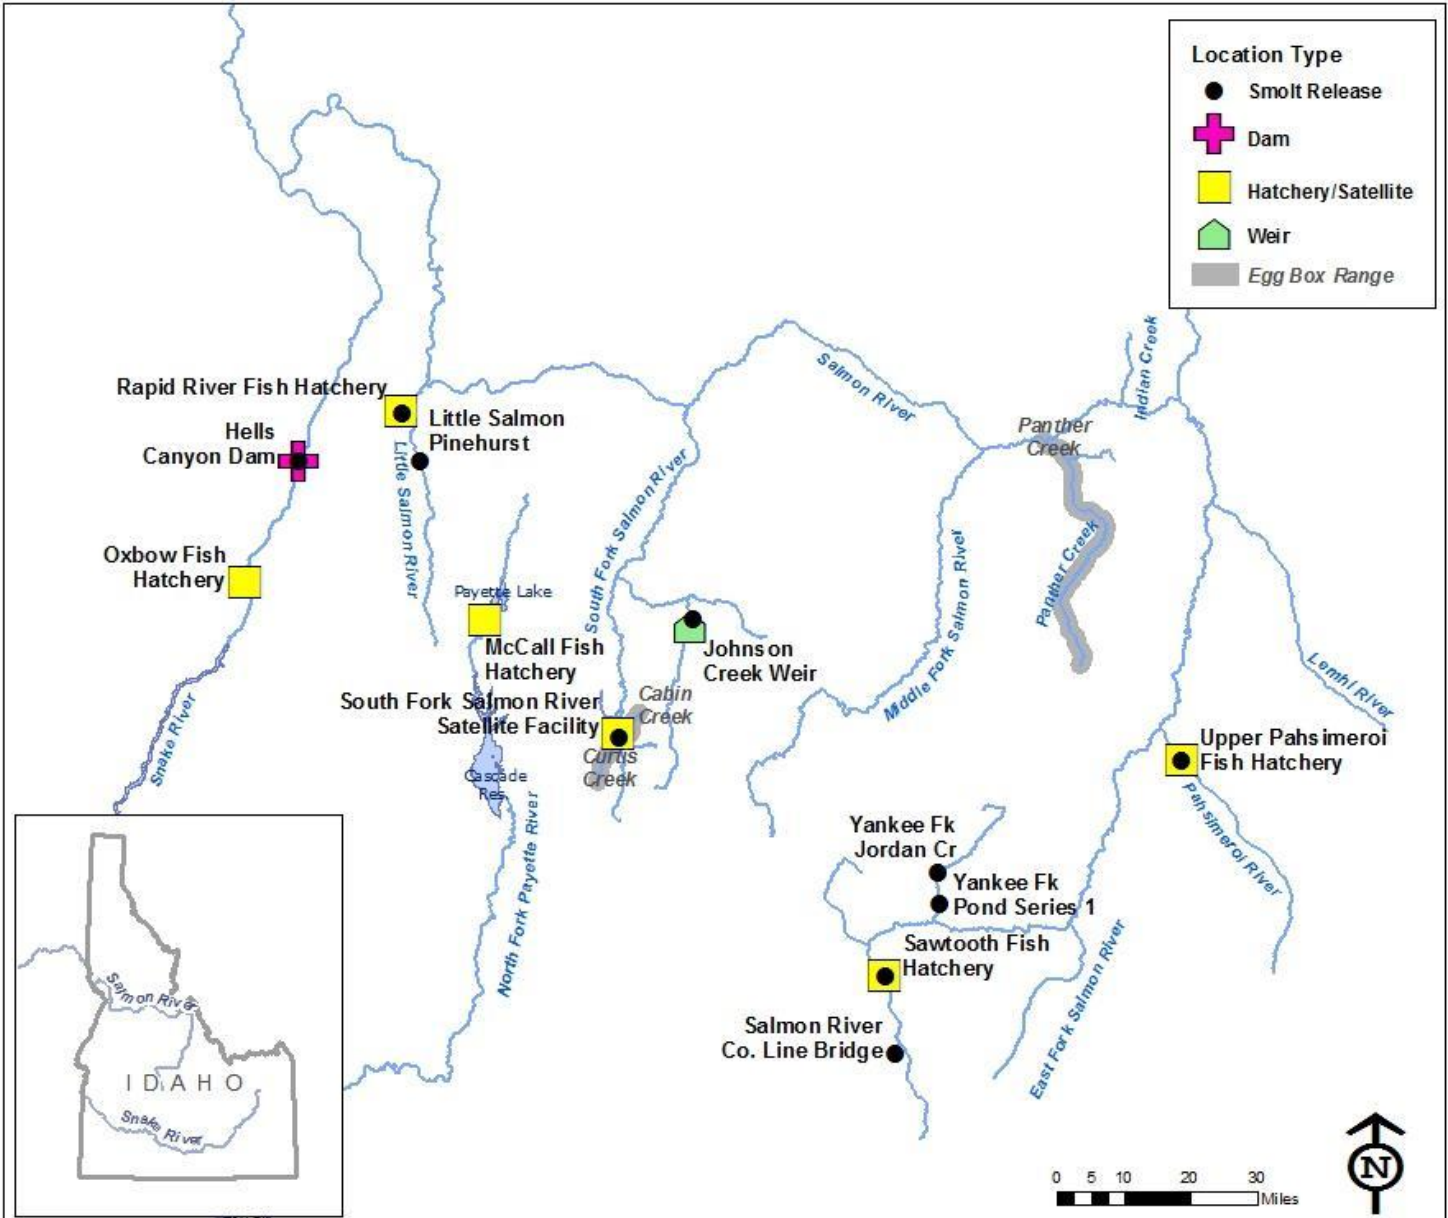 Location Type
Smolt Release
Dam
Hatchery/Satellite
Weir
Egg Box Range
Indian Creek
Salmon River
Rapid River Fish Hatchery
Little Salmon
Pinehurst
Hells
Canyon Dam
Little Salmon River
Panther
Creek
South Fork Salmon River
Middle Fork Salmon River
Panther Creek
Oxbow Fish
Hatchery
Payette Lake
McCall Fish
Hatchery
Johnson
Creek Weir
Lemhi River
South Fork Salmon River
Satellite Facility
Cabin
Creek
Curtis
Creek
Snake River
Cascade
Res.
Upper Pahsimeroi
Fish Hatchery
Pahsimeroi River
North Fork Payette River
Yankee Fk
Jordan Cr
Yankee Fk
Pond Series 1
Sawtooth Fish
Hatchery
East Fork Salmon River
Salmon River
Co. Line Bridge
Salmon River
IDAHO
Snake River
0 5 10 20 30
Miles
N